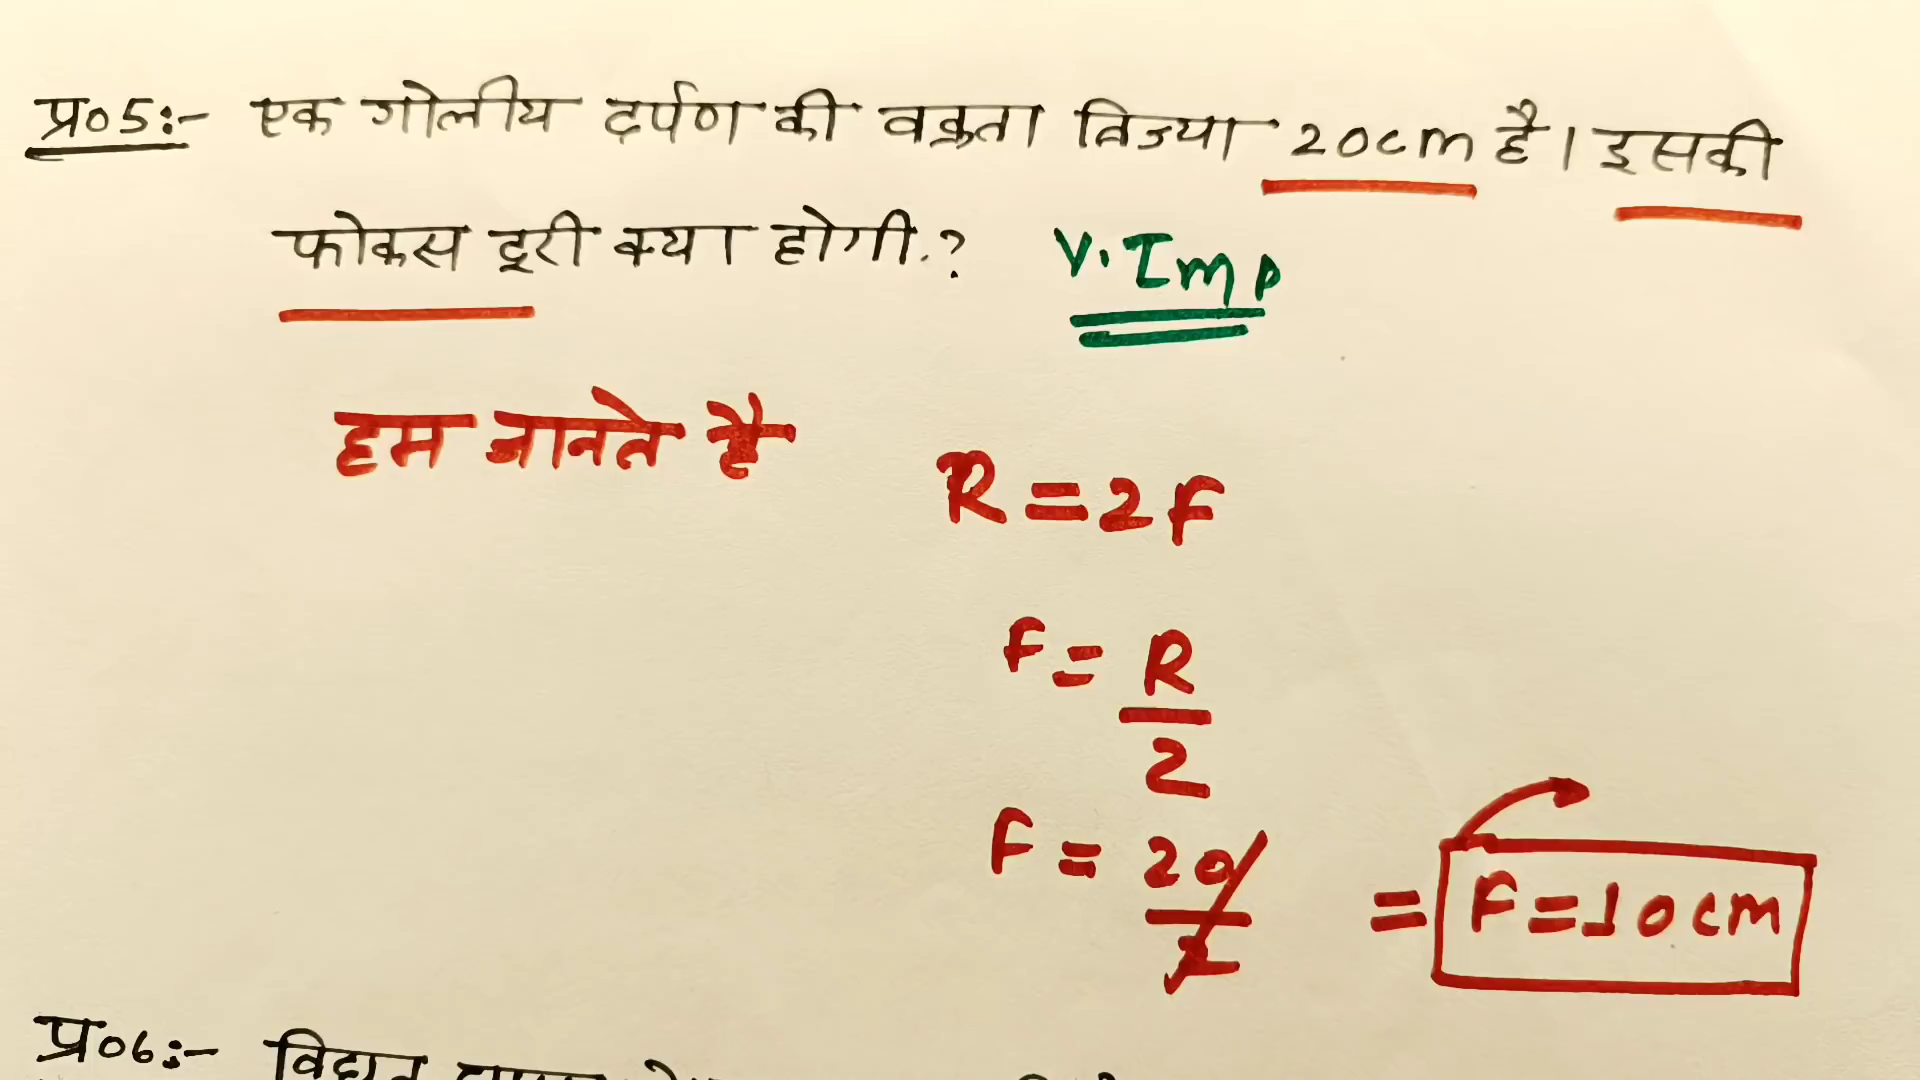 प्र०5:- एक गोलीय दर्पण की वक्रता त्रिज्या 20cm है। इसकी
फोकस दूरी क्या होगी.?
V. Imp
हम जानते है
R = 2F
F = R/2
F = 20/2 = F = 10cm
प्र०6:- विद्युत